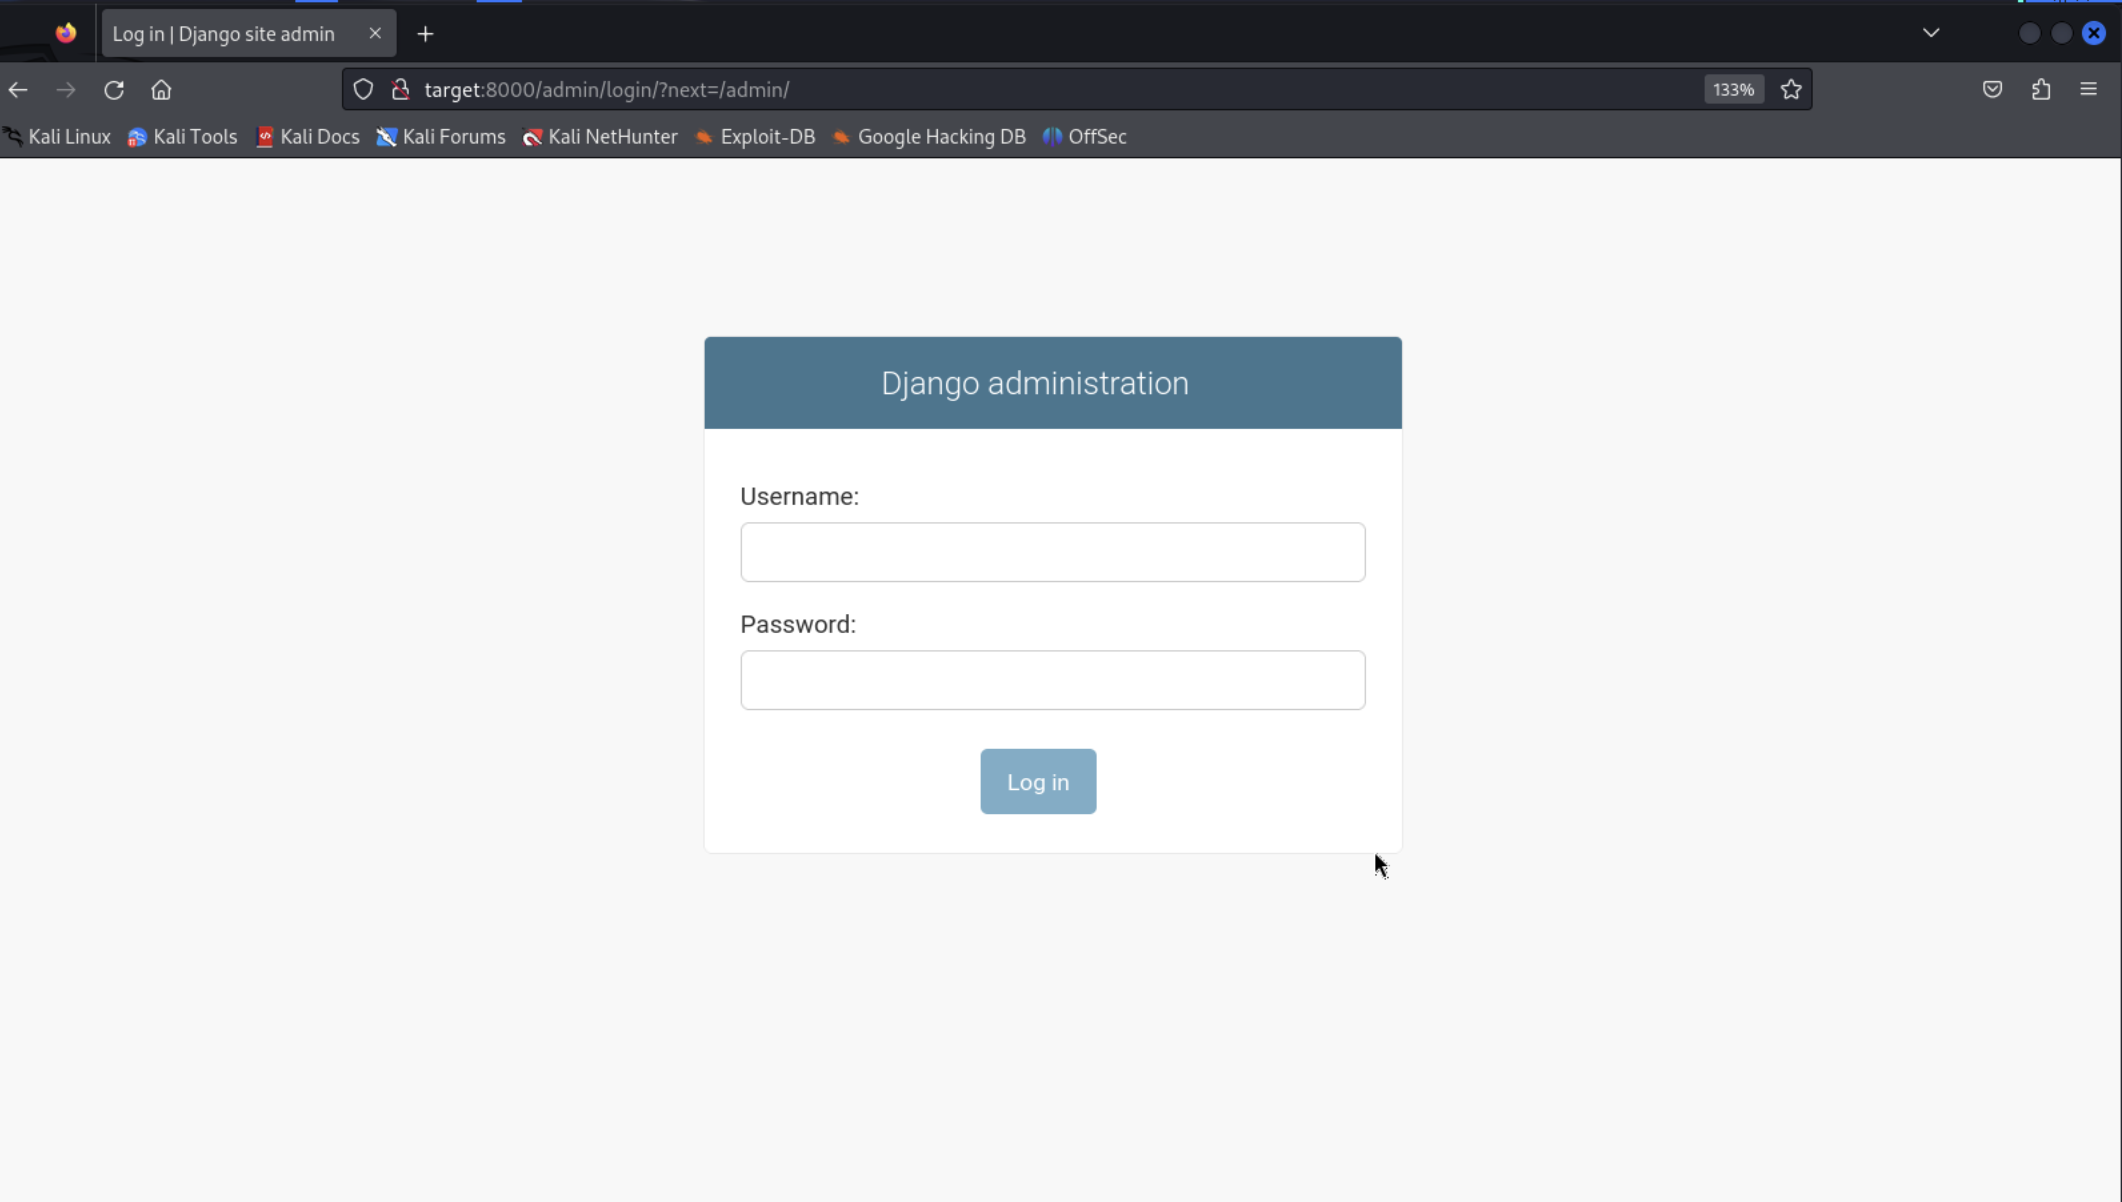 Log in | Django site admin
target:8000/admin/login/?next=/admin/
133%
Kali Linux Kali Tools Kali Docs Kali Forums Kali NetHunter Exploit-DB Google Hacking DB OffSec
Django administration
Username:
Password:
Log in